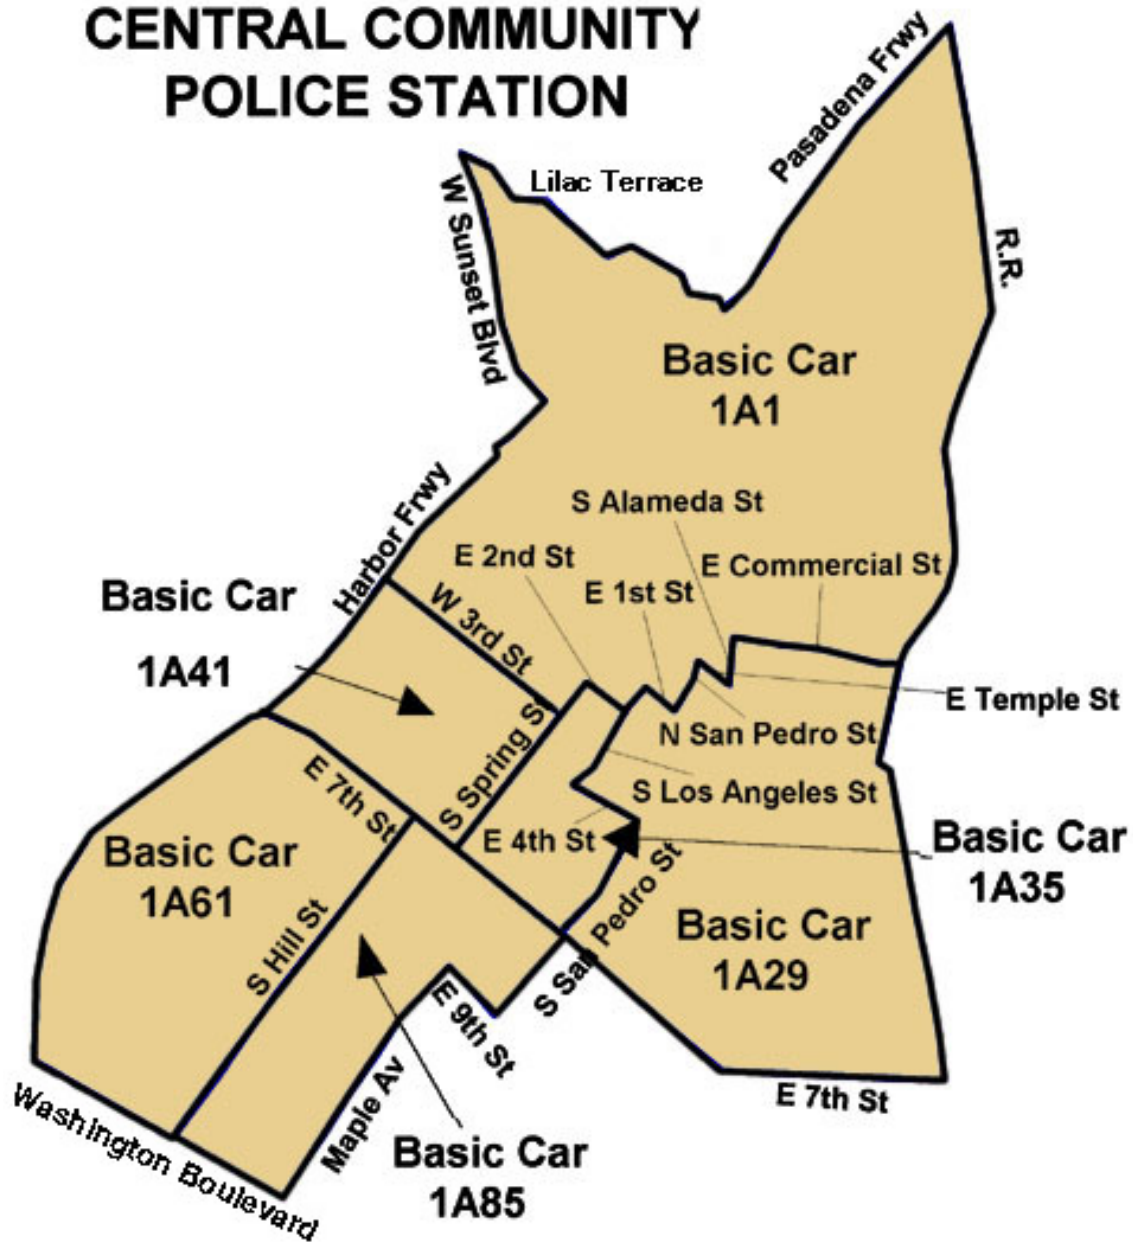 CENTRAL COMMUNITY
POLICE STATION
Pasadena Frwy
Lilac Terrace
W Sunset Blvd
R.R.
Basic Car
1A1
Harbor Frwy
S Alameda St
E 2nd St
E Commercial St
E 1st St
Basic Car
1A41
W 3rd St
E Temple St
N San Pedro St
S Spring St
S Los Angeles St
E 7th St
E 4th St
Basic Car
1A35
Basic Car
1A61
S Hill St
S San Pedro St
Basic Car
1A29
E 9th St
E 7th St
Maple Av
Washington Boulevard
Basic Car
1A85